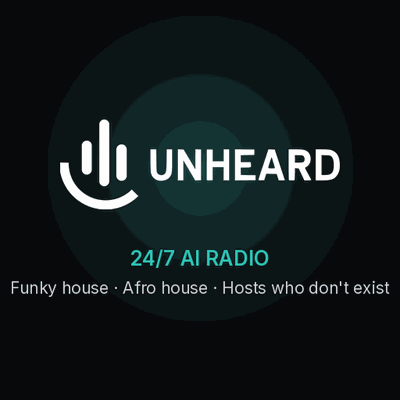 UNHEARD
24/7 AI RADIO
Funky house · Afro house · Hosts who don't exist